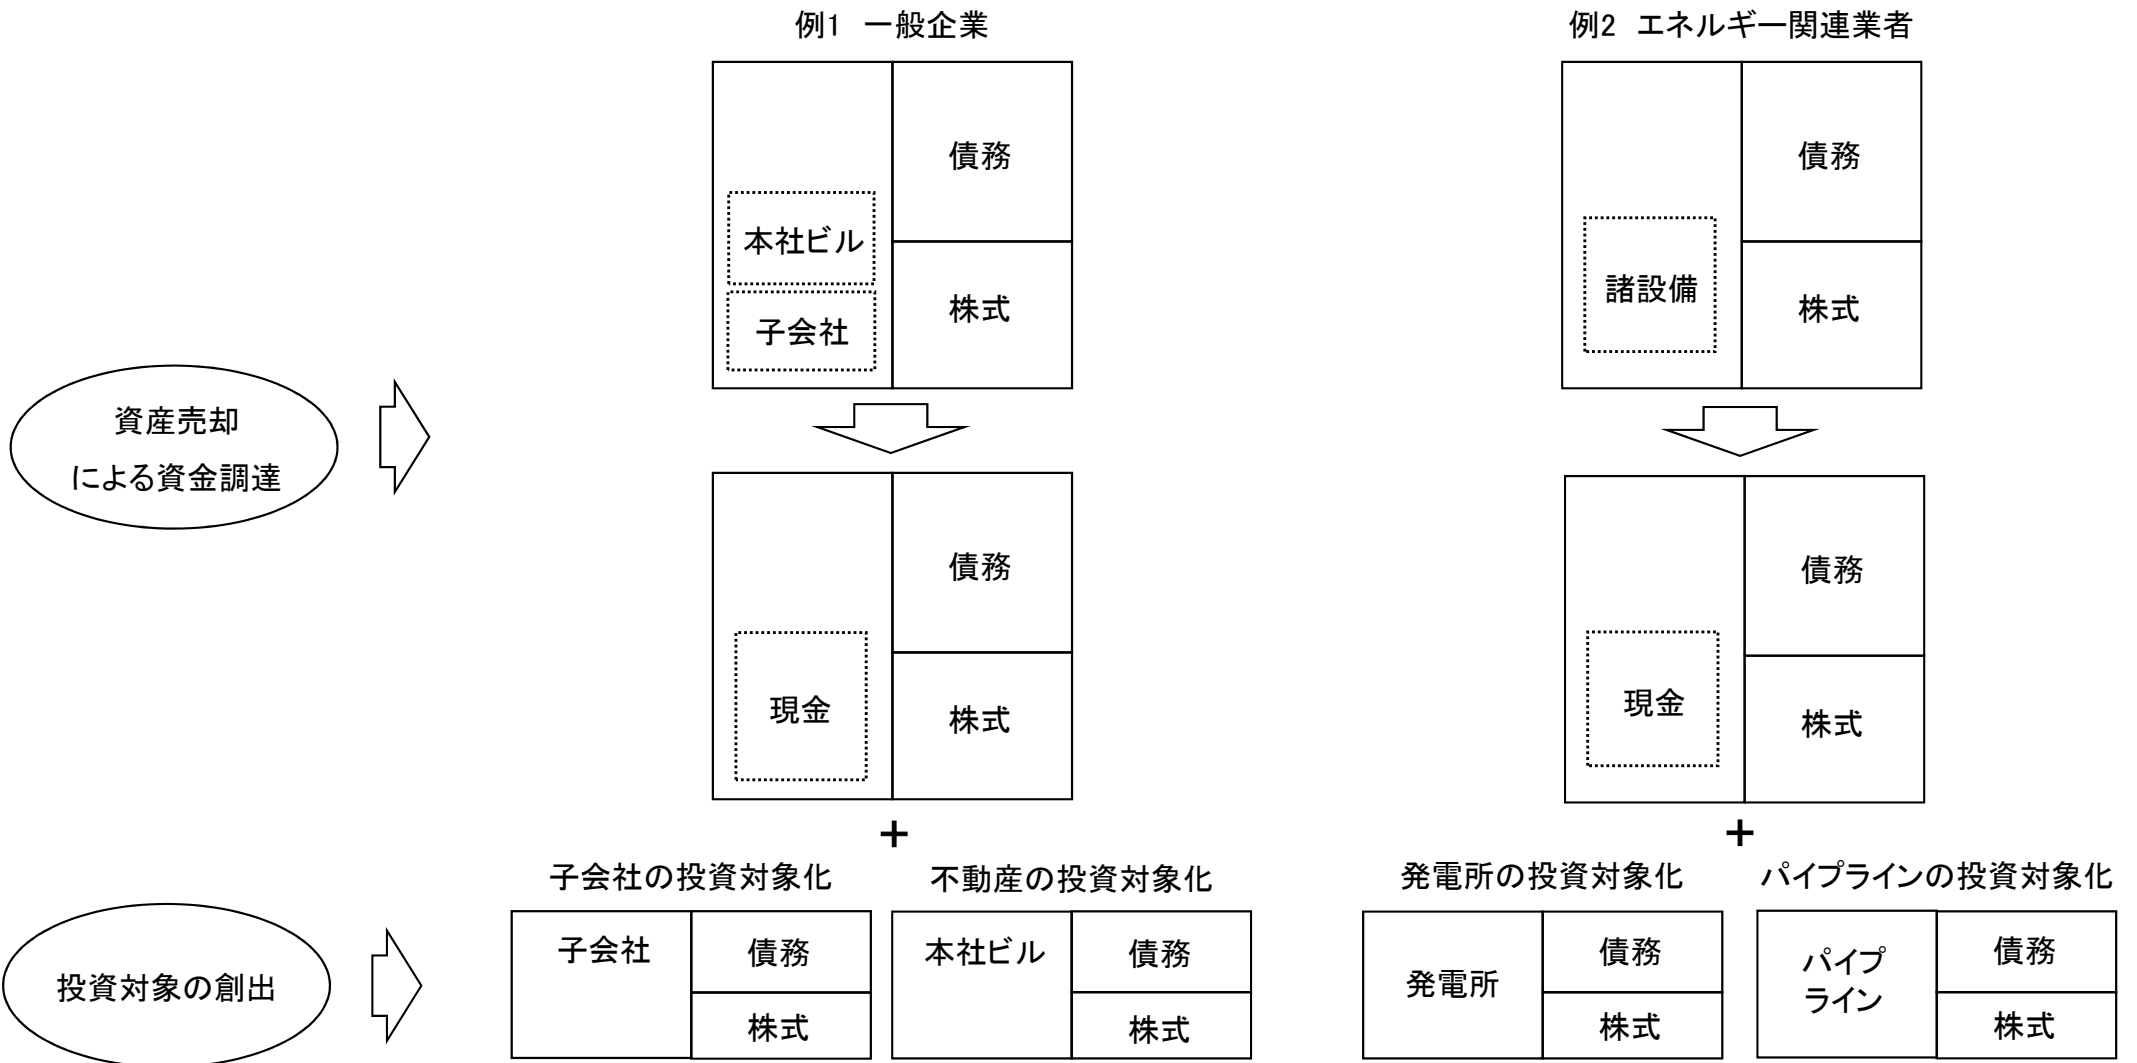 例1 一般企業
例2 エネルギー関連業者
債務
本社ビル
子会社
株式
債務
諸設備
株式
資産売却
による資金調達
債務
現金
株式
債務
現金
株式
+
+
子会社の投資対象化
不動産の投資対象化
発電所の投資対象化
パイプラインの投資対象化
投資対象の創出
子会社
債務
株式
本社ビル
債務
株式
発電所
債務
株式
パイプ
ライン
債務
株式